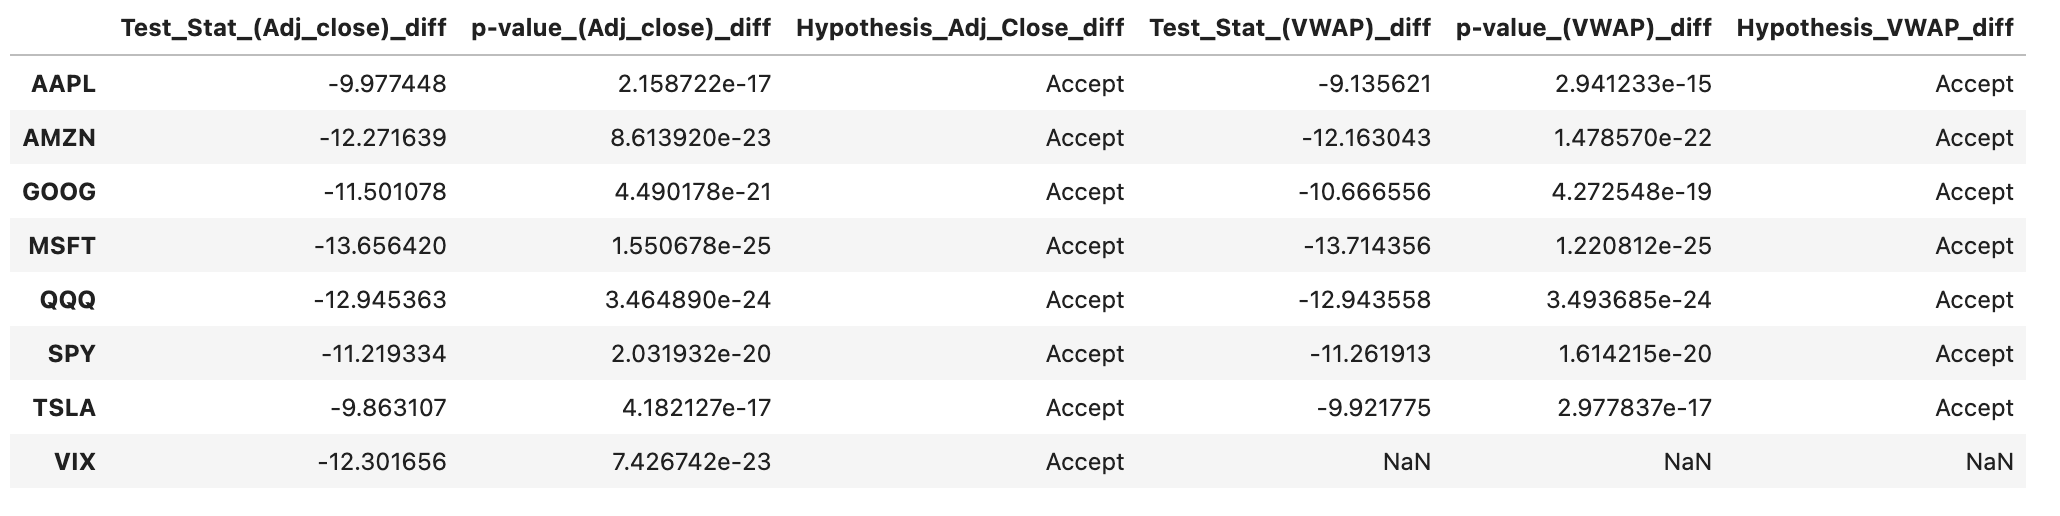 Test_Stat_(Adj_close)_diff p-value_(Adj_close)_diff Hypothesis_Adj_Close_diff Test_Stat_(VWAP)_diff p-value_(VWAP)_diff Hypothesis_VWAP_diff
AAPL -9.977448 2.158722e-17 Accept -9.135621 2.941233e-15 Accept
AMZN -12.271639 8.613920e-23 Accept -12.163043 1.478570e-22 Accept
GOOG -11.501078 4.490178e-21 Accept -10.666556 4.272548e-19 Accept
MSFT -13.656420 1.550678e-25 Accept -13.714356 1.220812e-25 Accept
QQQ -12.945363 3.464890e-24 Accept -12.943558 3.493685e-24 Accept
SPY -11.219334 2.031932e-20 Accept -11.261913 1.614215e-20 Accept
TSLA -9.863107 4.182127e-17 Accept -9.921775 2.977837e-17 Accept
VIX -12.301656 7.426742e-23 Accept NaN NaN NaN